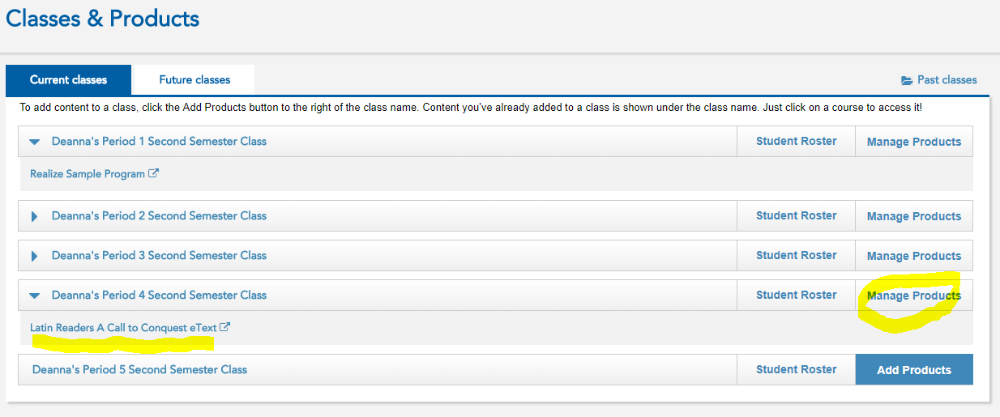 Classes & Products
Current classes Future classes Past classes
To add content to a class, click the Add Products button to the right of the class name. Content you've already added to a class is shown under the class name. Just click on a course to access it!
Deanna's Period 1 Second Semester Class Student Roster Manage Products
Realize Sample Program
Deanna's Period 2 Second Semester Class Student Roster Manage Products
Deanna's Period 3 Second Semester Class Student Roster Manage Products
Deanna's Period 4 Second Semester Class Student Roster Manage Products
Latin Readers A Call to Conquest eText
Deanna's Period 5 Second Semester Class Student Roster Add Products